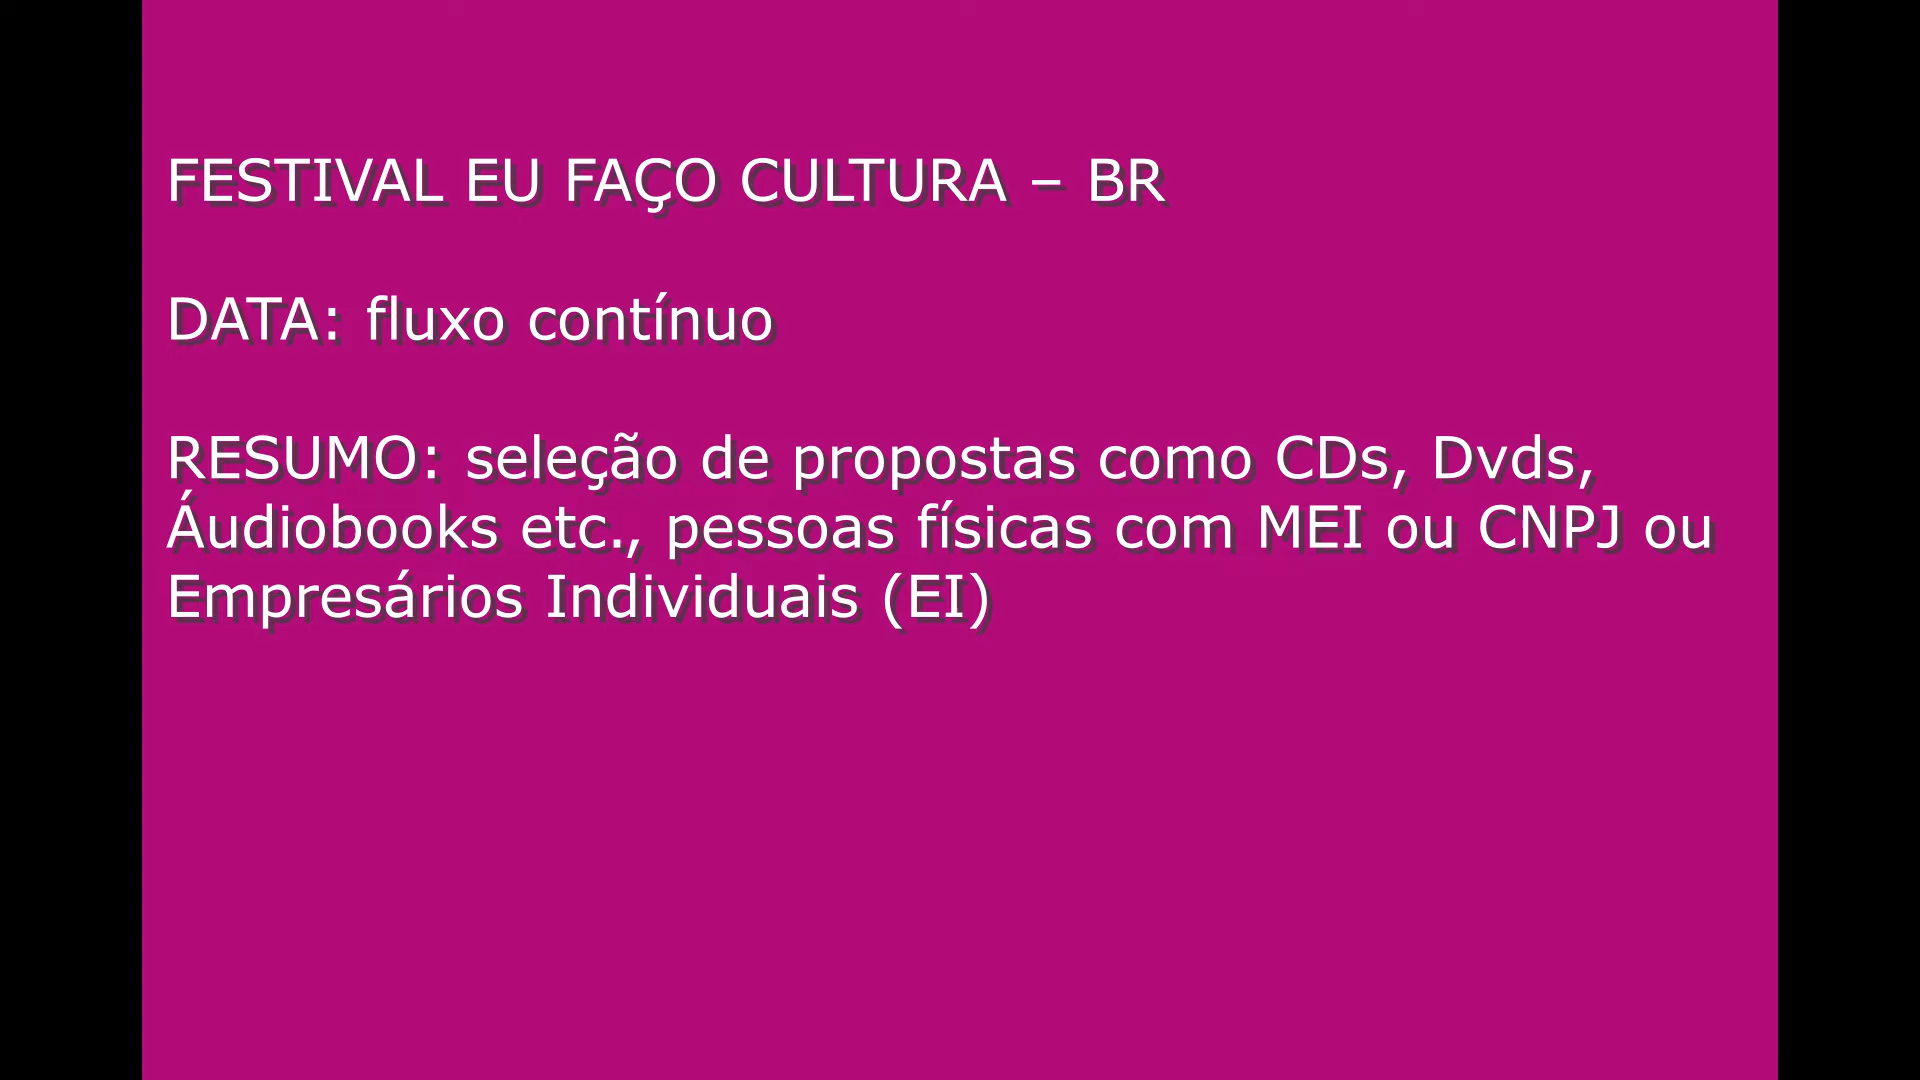 FESTIVAL EU FAÇO CULTURA – BR
DATA: fluxo contínuo
RESUMO: seleção de propostas como CDs, Dvds,
Áudiobooks etc., pessoas físicas com MEI ou CNPJ ou
Empresários Individuais (EI)